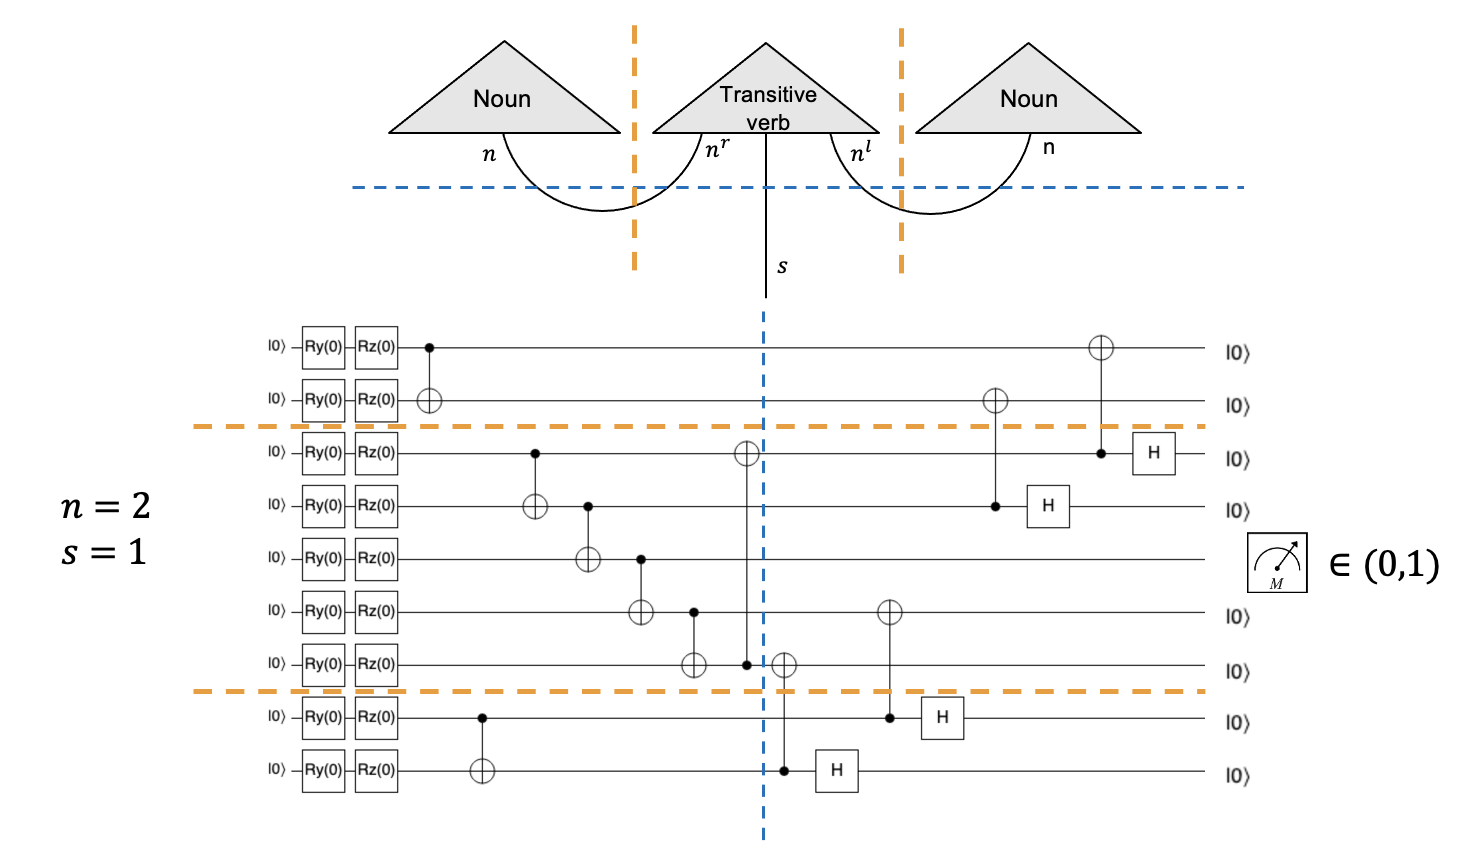 Noun
Transitive
verb
Noun
n
nʳ
nˡ
n
s
|0⟩ Ry(0) Rz(0) |0⟩
|0⟩ Ry(0) Rz(0) |0⟩
|0⟩ Ry(0) Rz(0) H |0⟩
n = 2
|0⟩ Ry(0) Rz(0) H |0⟩
s = 1
|0⟩ Ry(0) Rz(0) M ∈ (0,1)
|0⟩ Ry(0) Rz(0) |0⟩
|0⟩ Ry(0) Rz(0) |0⟩
|0⟩ Ry(0) Rz(0) H |0⟩
|0⟩ Ry(0) Rz(0) H |0⟩